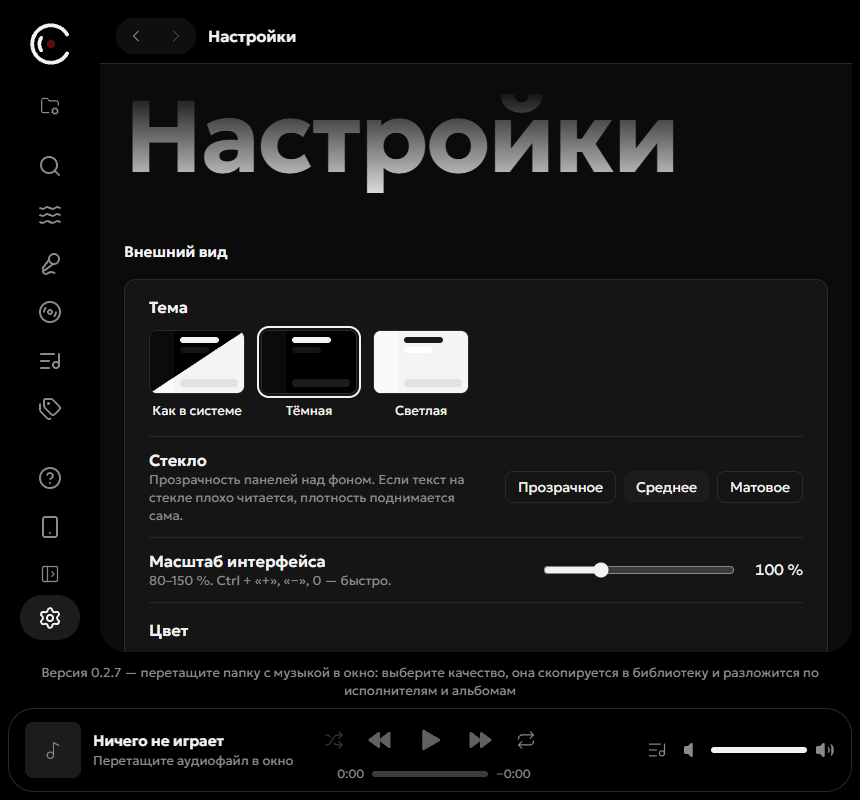 Настройки
Настройки
Внешний вид
Тема
Как в системе
Тёмная
Светлая
Стекло
Прозрачность панелей над фоном. Если текст на
стекле плохо читается, плотность поднимается
сама.
Прозрачное
Среднее
Матовое
Масштаб интерфейса
80–150 %. Ctrl + «+», «−», 0 — быстро.
100 %
Цвет
Версия 0.2.7 — перетащите папку с музыкой в окно: выберите качество, она скопируется в библиотеку и разложится по
исполнителям и альбомам
Ничего не играет
Перетащите аудиофайл в окно
0:00
−0:00